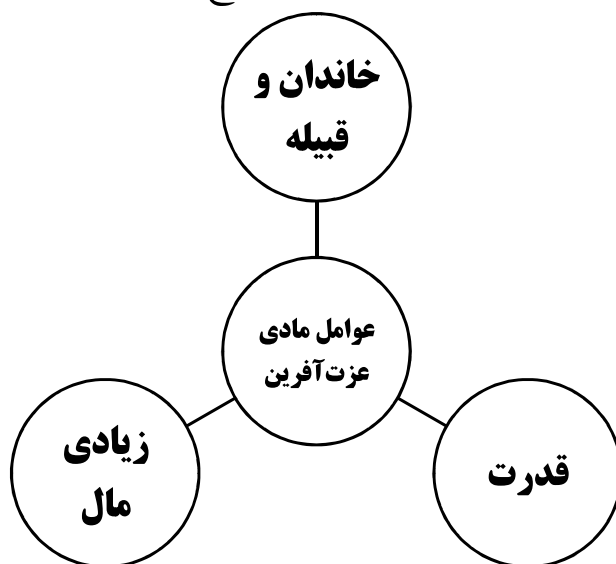 خاندان و
قبیله
عوامل مادی
عزت‌آفرین
زیادی
مال
قدرت